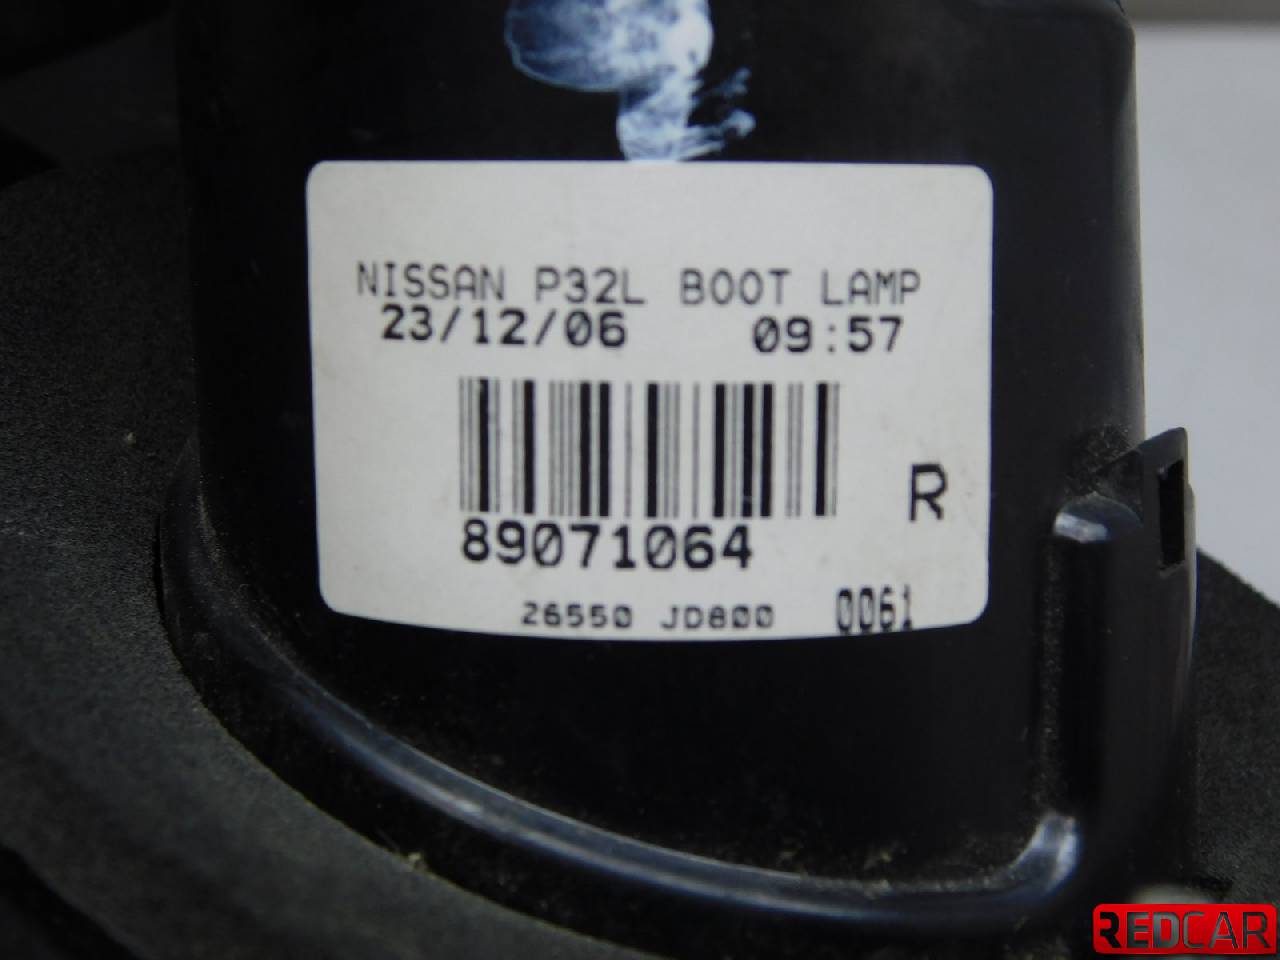 NISSAN P32L BOOT LAMP
23/12/06 09:57
R
89071064
26550 JD800 0061
REDCAR